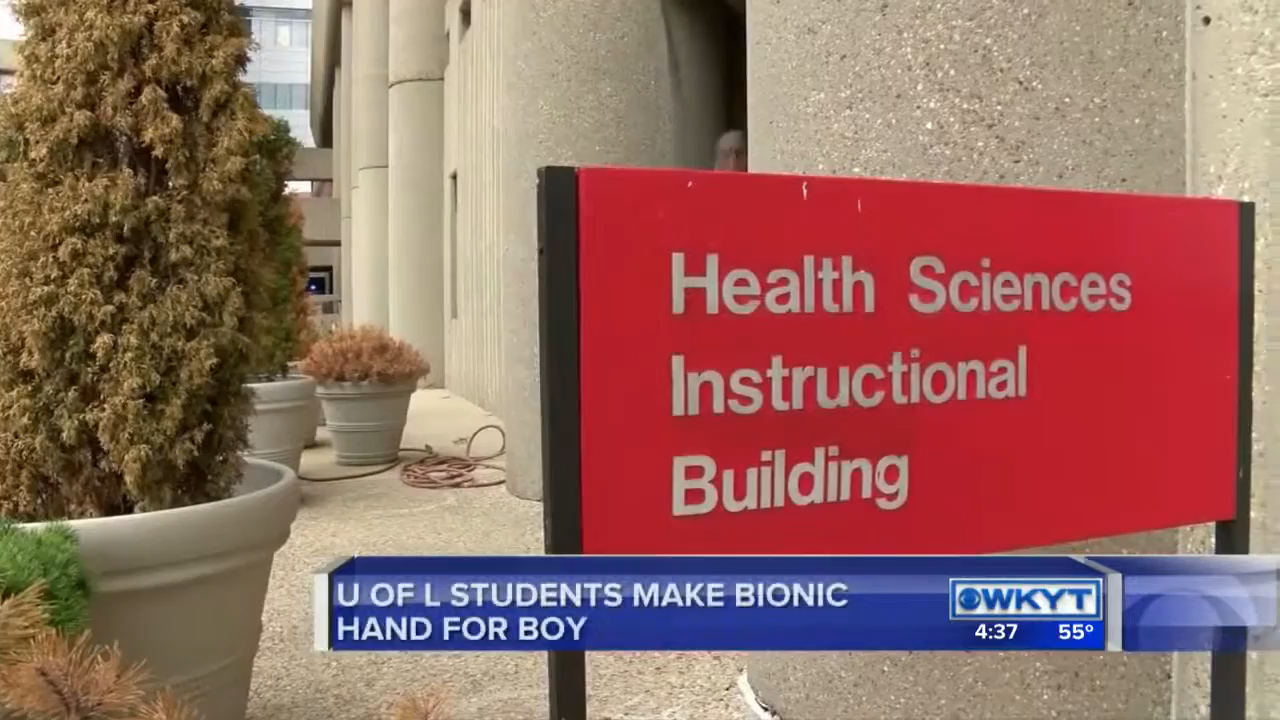 Health Sciences
Instructional
Building
U OF L STUDENTS MAKE BIONIC
HAND FOR BOY
WKYT
4:37 55°